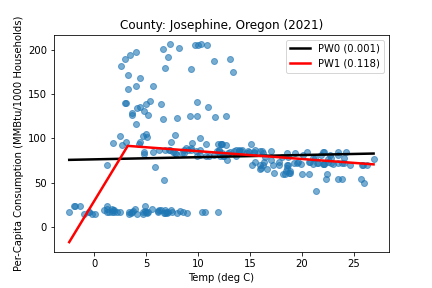 County: Josephine, Oregon (2021)
PW0 (0.001)
PW1 (0.118)
Per-Capita Consumption (MMBtu/1000 Households)
200
150
100
50
0
0 5 10 15 20 25
Temp (deg C)